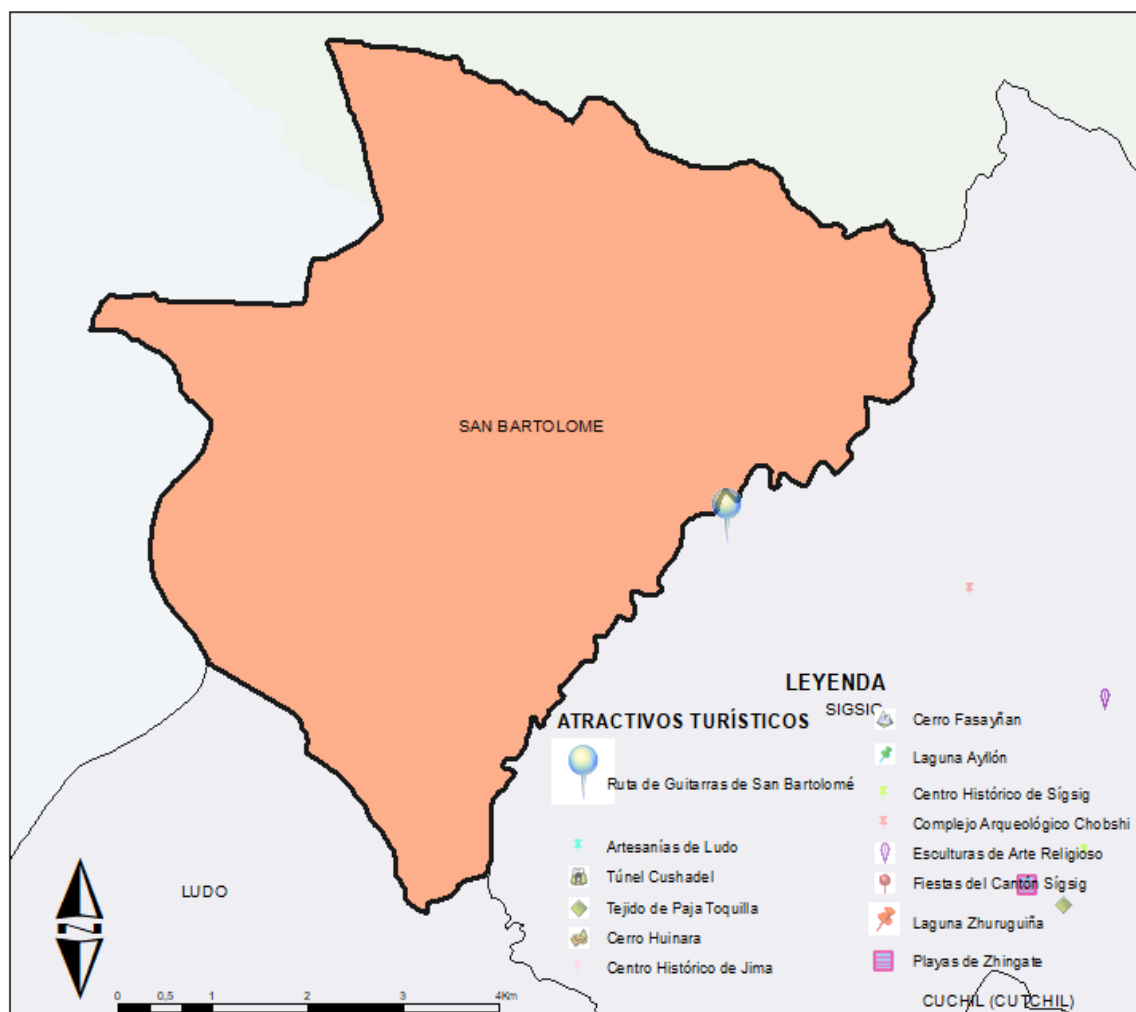 SAN BARTOLOME
LEYENDA
SIGSIG
ATRACTIVOS TURÍSTICOS
Ruta de Guitarras de San Bartolomé
Artesanías de Ludo
Túnel Cushadel
Tejido de Paja Toquilla
Cerro Huinara
Centro Histórico de Jima
Cerro Fasayñan
Laguna Ayllón
Centro Histórico de Sígsig
Complejo Arqueológico Chobshi
Esculturas de Arte Religioso
Fiestas del Cantón Sígsig
Laguna Zhuruguiña
Playas de Zhingate
LUDO
N
0 0,5 1 2 3 4Km
CUCHIL (CUTCHIL)